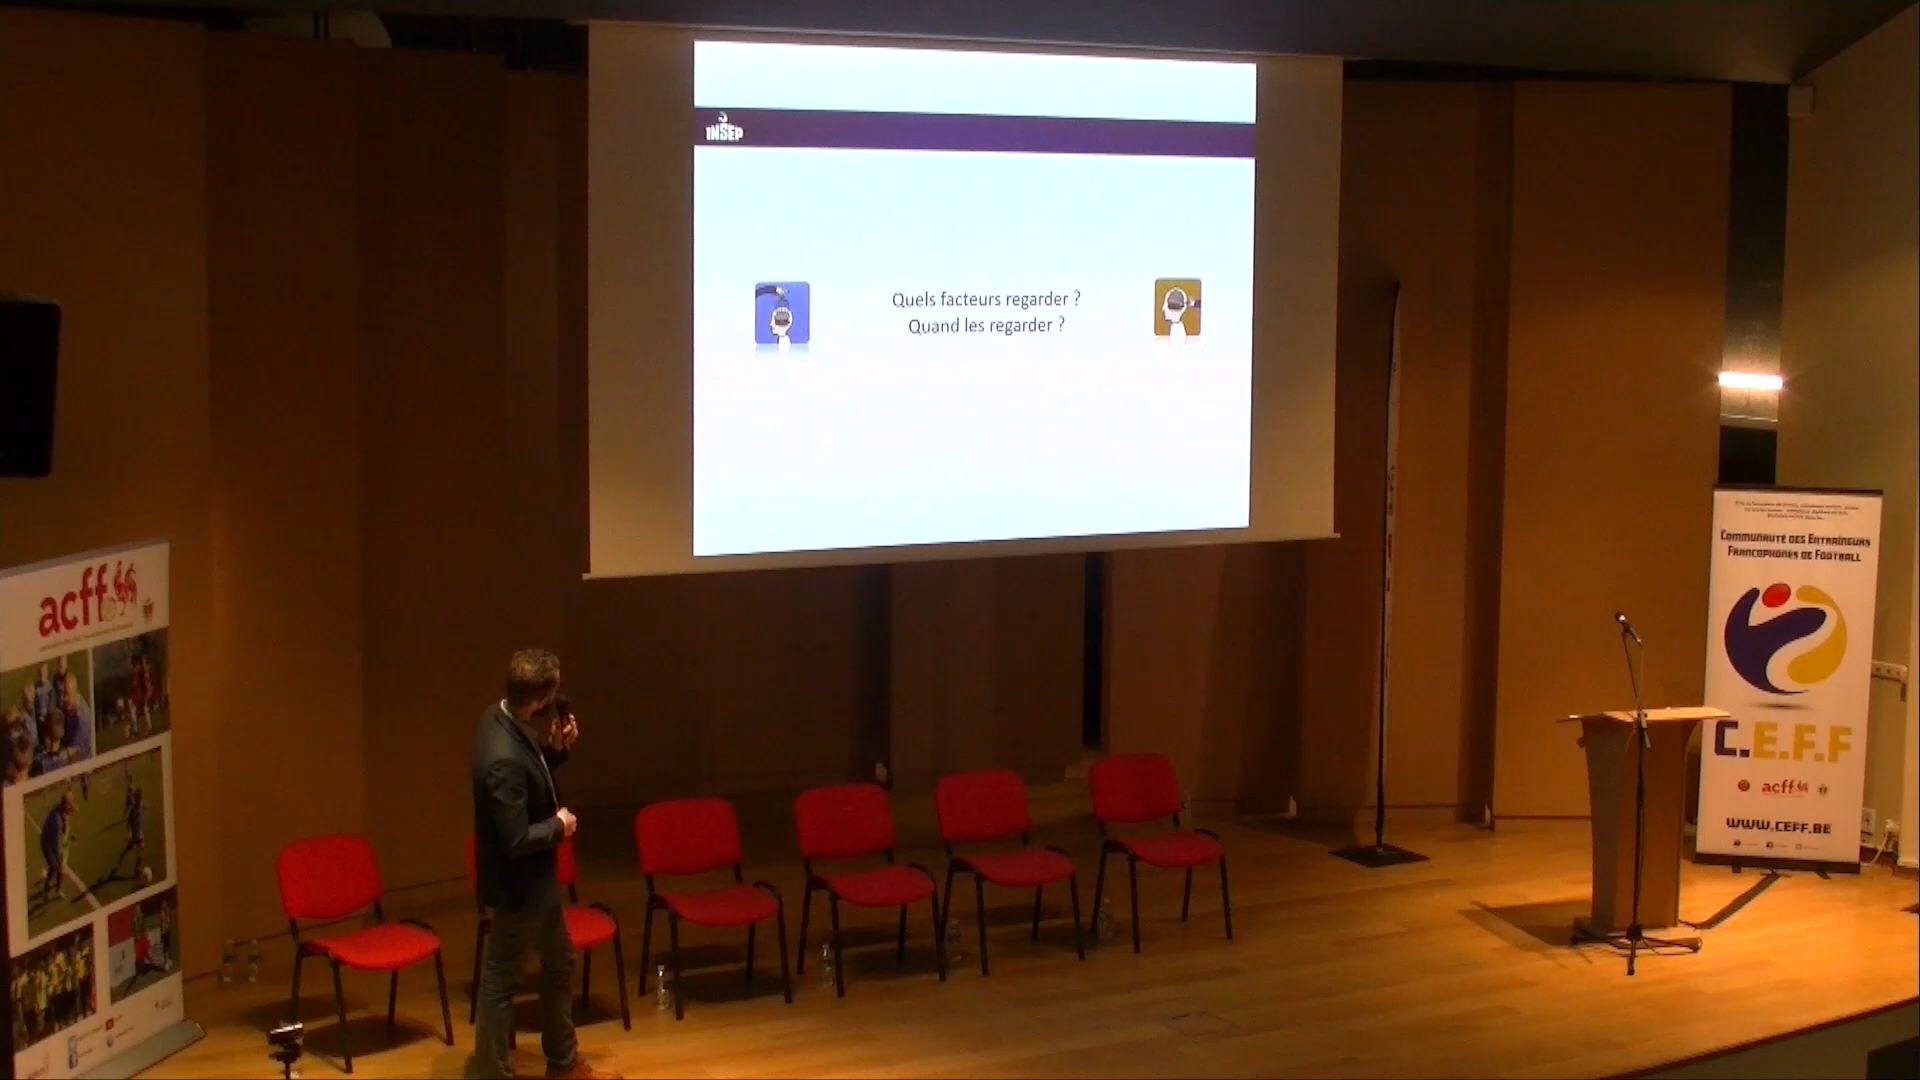 INSEP
Quels facteurs regarder ?
Quand les regarder ?
acff
Communauté des Entraîneurs
Francophones de Football
C.E.F.F
acff
www.ceff.be